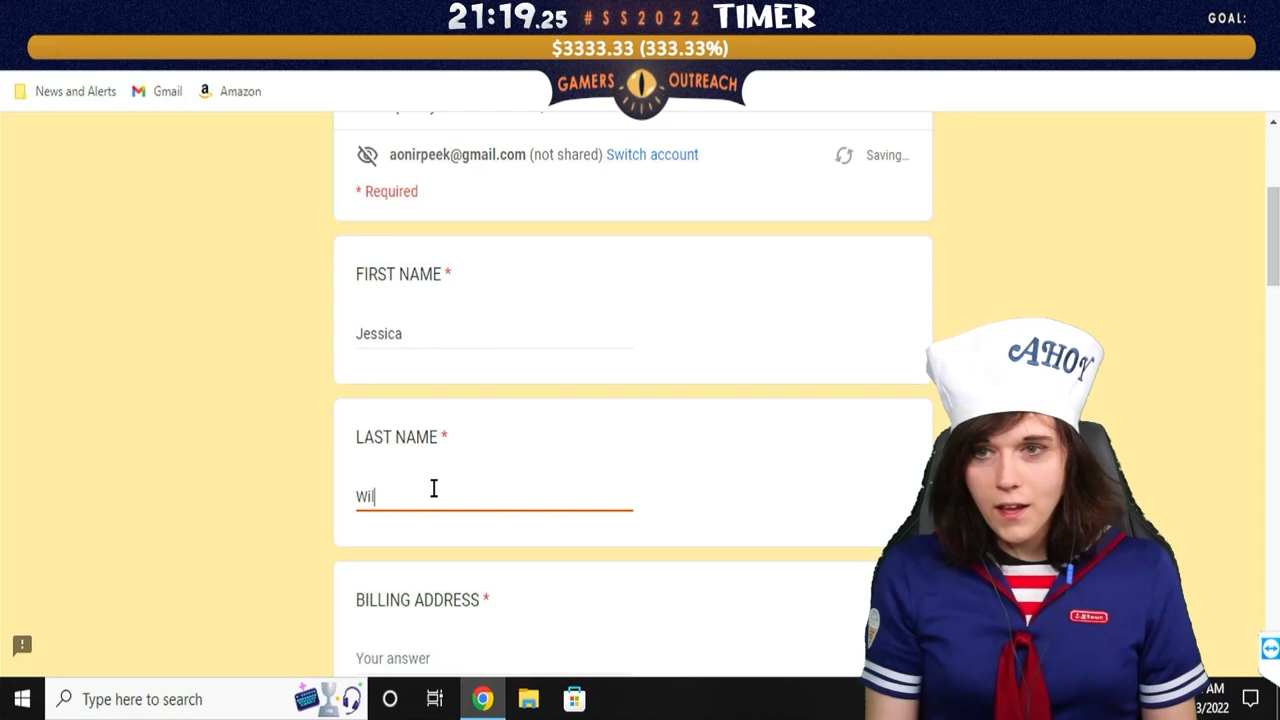 21:19.25 #SS2022 TIMER
GOAL:
$3333.33 (333.33%)
GAMERS OUTREACH
News and Alerts Gmail Amazon
aonirpeek@gmail.com (not shared) Switch account Saving...
* Required
FIRST NAME *
Jessica
AHOY
LAST NAME *
Wil
BILLING ADDRESS *
Your answer
Type here to search
AM
3/2022